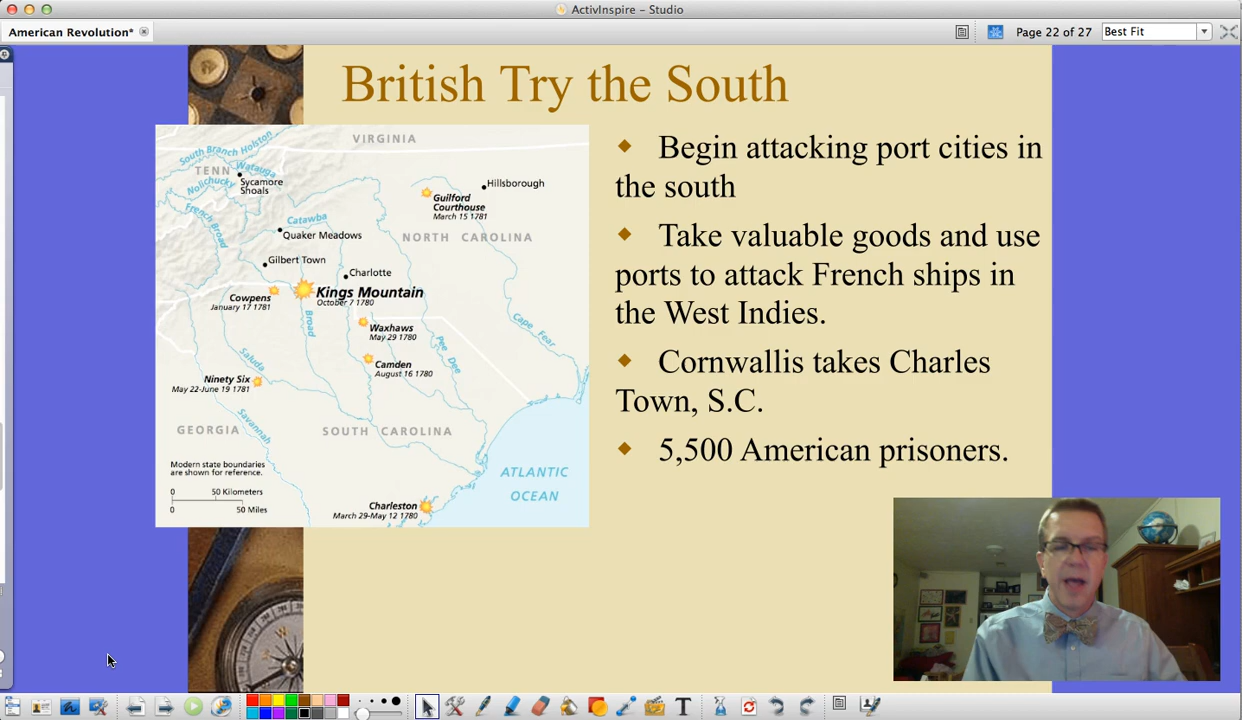 ActivInspire – Studio
American Revolution*
Page 22 of 27
Best Fit
British Try the South
VIRGINIA
South Branch Holston
TENN
Watauga
Nolichucky
Sycamore
Shoals
French Broad
Hillsborough
Guilford
Courthouse
March 15 1781
Catawba
Quaker Meadows
NORTH CAROLINA
Gilbert Town
Charlotte
Kings Mountain
October 7 1780
Cowpens
January 17 1781
Broad
Waxhaws
May 29 1780
Pee Dee
Cape Fear
Saluda
Camden
August 16 1780
Ninety Six
May 22-June 19 1781
Savannah
GEORGIA
SOUTH CAROLINA
Modern state boundaries
are shown for reference.
0 50 Kilometers
0 50 Miles
ATLANTIC
OCEAN
Charleston
March 29-May 12 1780
Begin attacking port cities in
the south
Take valuable goods and use
ports to attack French ships in
the West Indies.
Cornwallis takes Charles
Town, S.C.
5,500 American prisoners.